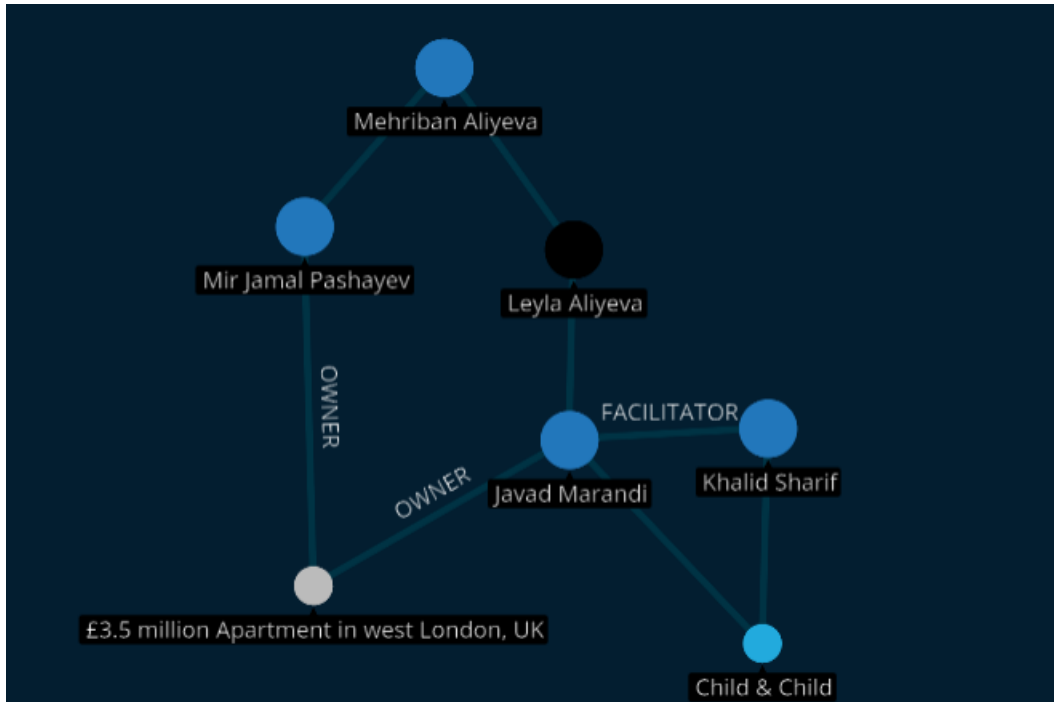 Mehriban Aliyeva
Mir Jamal Pashayev
Leyla Aliyeva
OWNER
FACILITATOR
OWNER
Javad Marandi
Khalid Sharif
£3.5 million Apartment in west London, UK
Child & Child